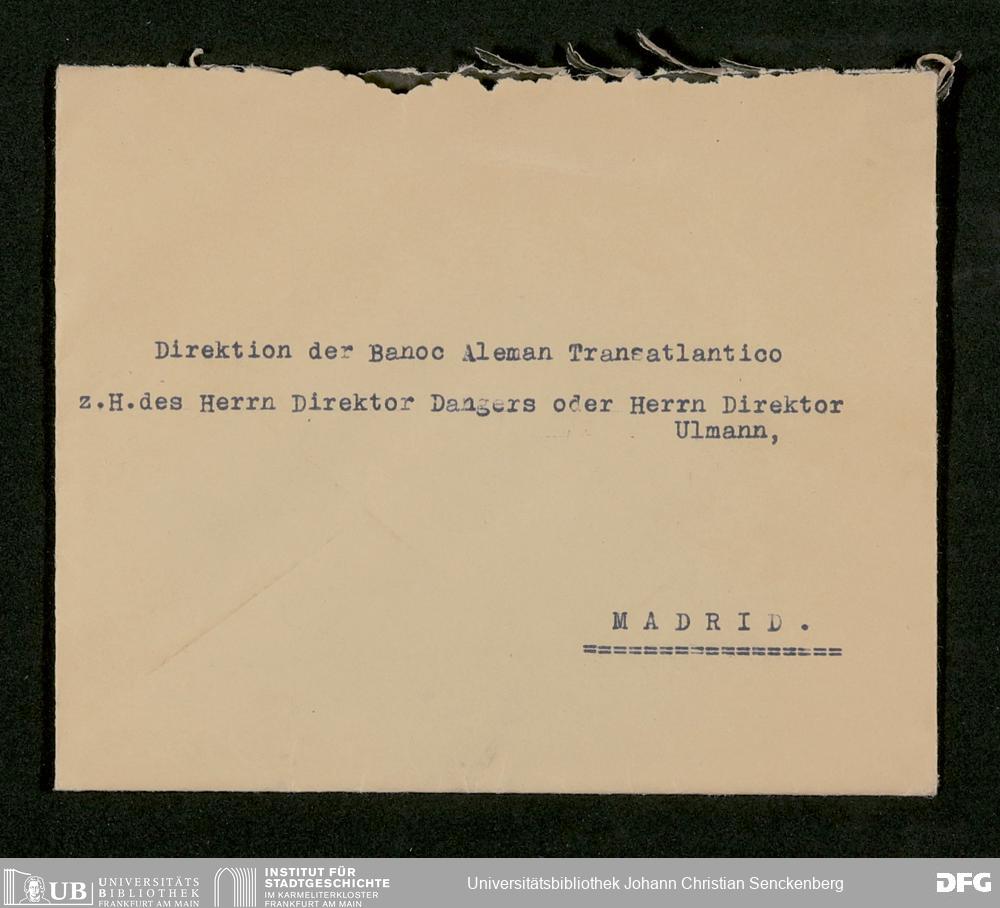 Direktion der Banoc Aleman Transatlantico
z.H.des Herrn Direktor Dangers oder Herrn Direktor
Ulmann,
M A D R I D .
=================
UB UNIVERSITÄTS
BIBLIOTHEK
FRANKFURT AM MAIN
INSTITUT FÜR
STADTGESCHICHTE
IM KARMELITERKLOSTER
FRANKFURT AM MAIN
Universitätsbibliothek Johann Christian Senckenberg
DFG